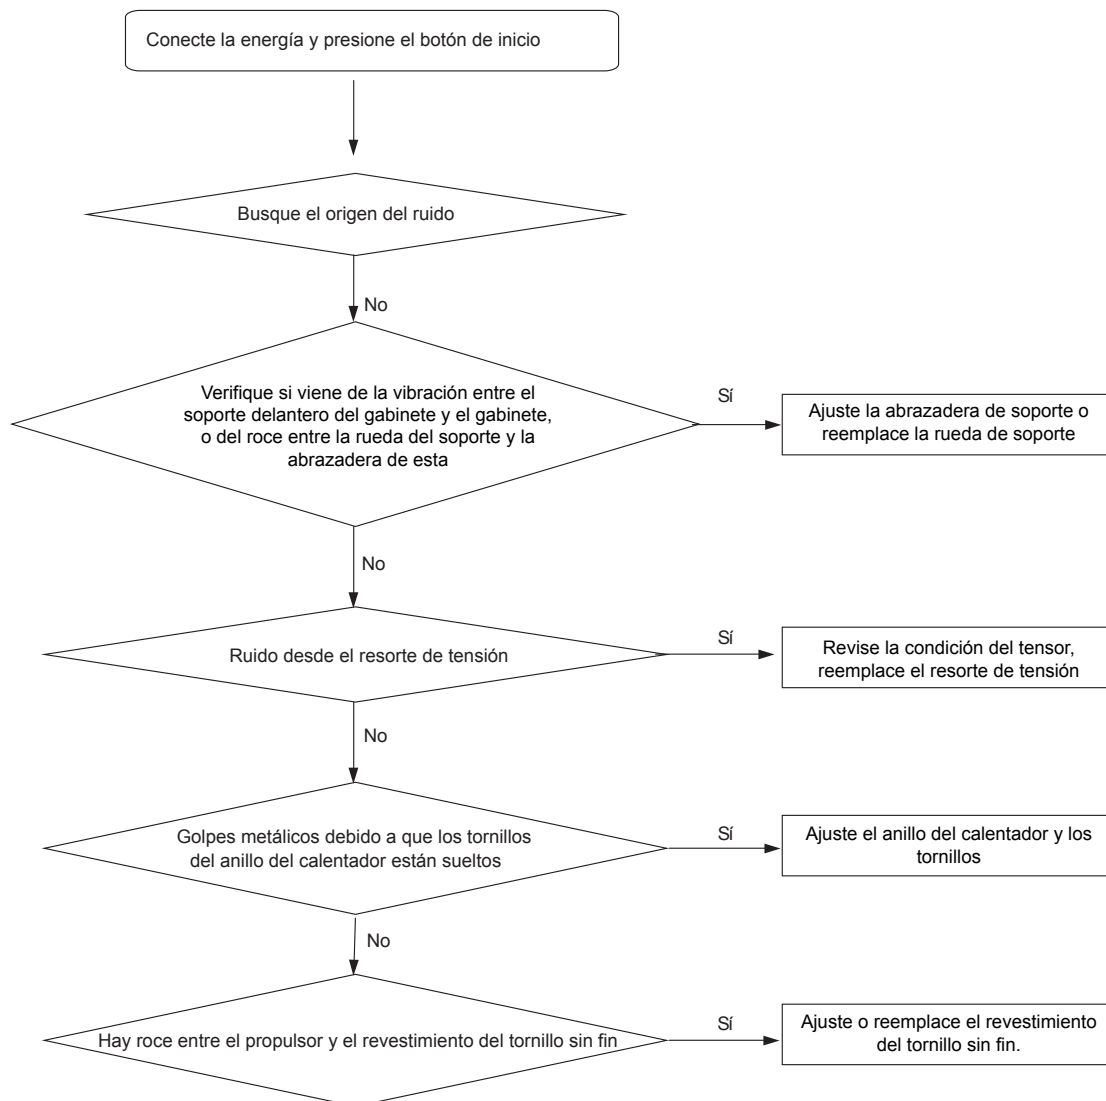 Conecte la energía y presione el botón de inicio
Busque el origen del ruido
No
Verifique si viene de la vibración entre el
soporte delantero del gabinete y el gabinete,
o del roce entre la rueda del soporte y la
abrazadera de esta
Sí
Ajuste la abrazadera de soporte o
reemplace la rueda de soporte
No
Ruido desde el resorte de tensión
Sí
Revise la condición del tensor,
reemplace el resorte de tensión
No
Golpes metálicos debido a que los tornillos
del anillo del calentador están sueltos
Sí
Ajuste el anillo del calentador y los
tornillos
No
Hay roce entre el propulsor y el revestimiento del tornillo sin fin
Sí
Ajuste o reemplace el revestimiento
del tornillo sin fin.